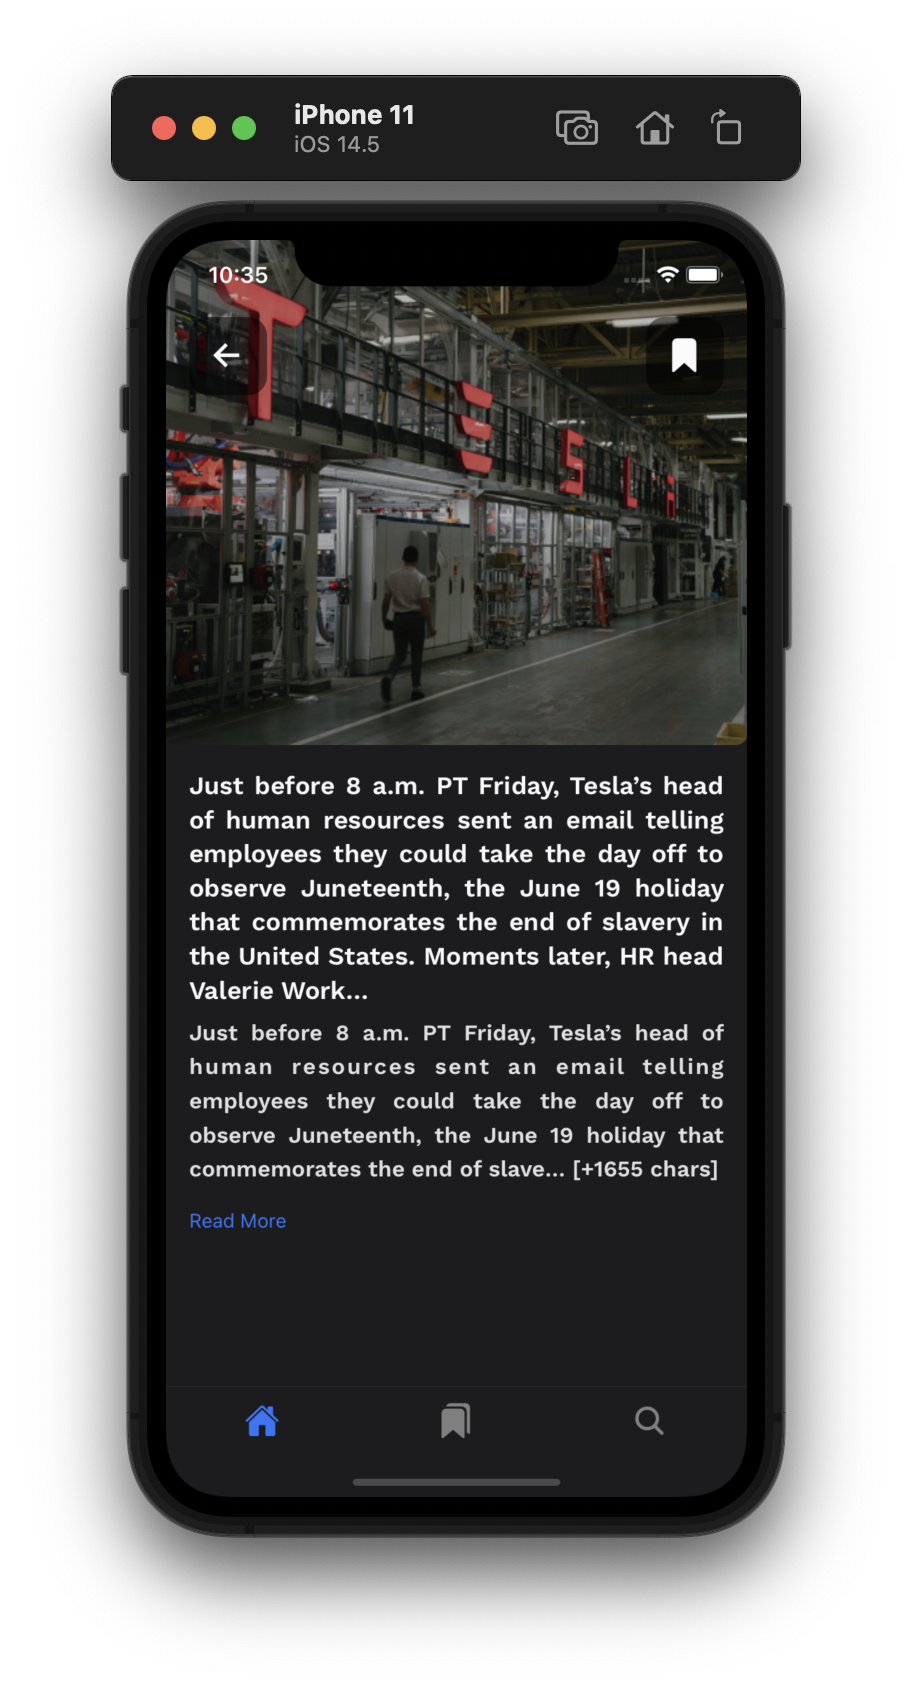 iPhone 11
iOS 14.5
10:35
TESLA
Just before 8 a.m. PT Friday, Tesla’s head
of human resources sent an email telling
employees they could take the day off to
observe Juneteenth, the June 19 holiday
that commemorates the end of slavery in
the United States. Moments later, HR head
Valerie Work...
Just before 8 a.m. PT Friday, Tesla’s head of
human resources sent an email telling
employees they could take the day off to
observe Juneteenth, the June 19 holiday that
commemorates the end of slave... [+1655 chars]
Read More